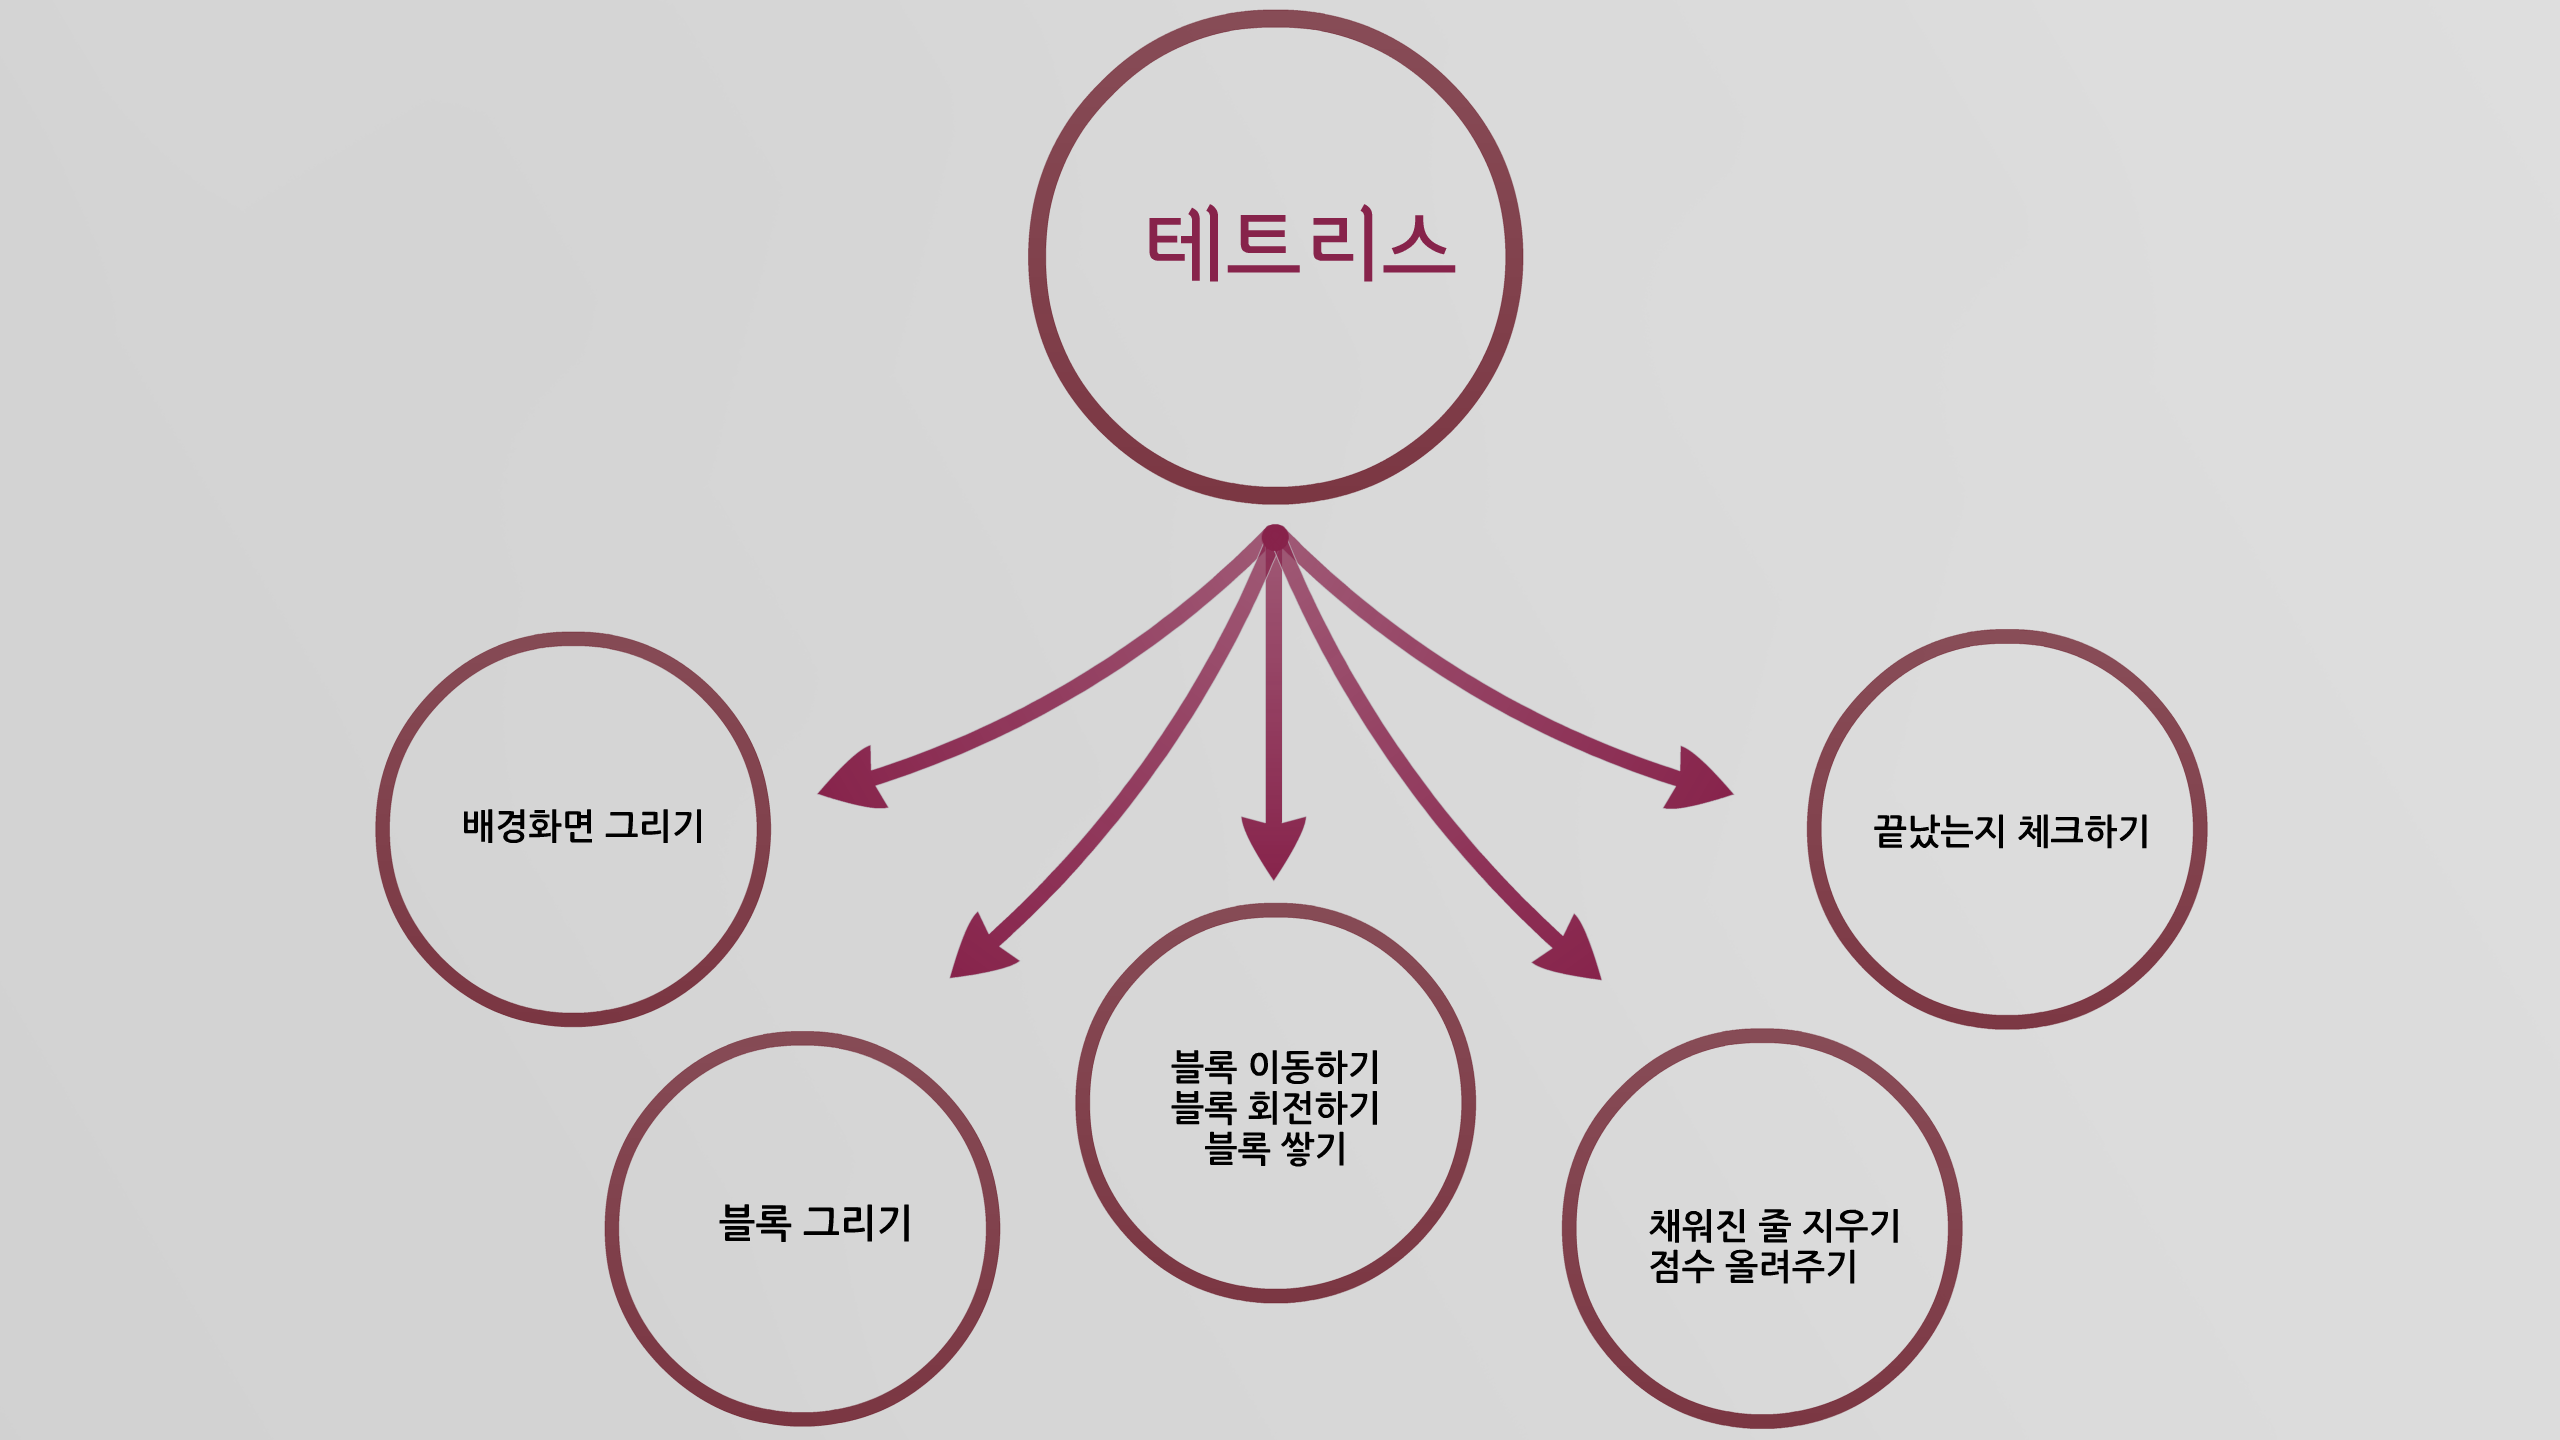 테트리스
배경화면 그리기
블록 그리기
블록 이동하기
블록 회전하기
블록 쌓기
채워진 줄 지우기
점수 올려주기
끝났는지 체크하기